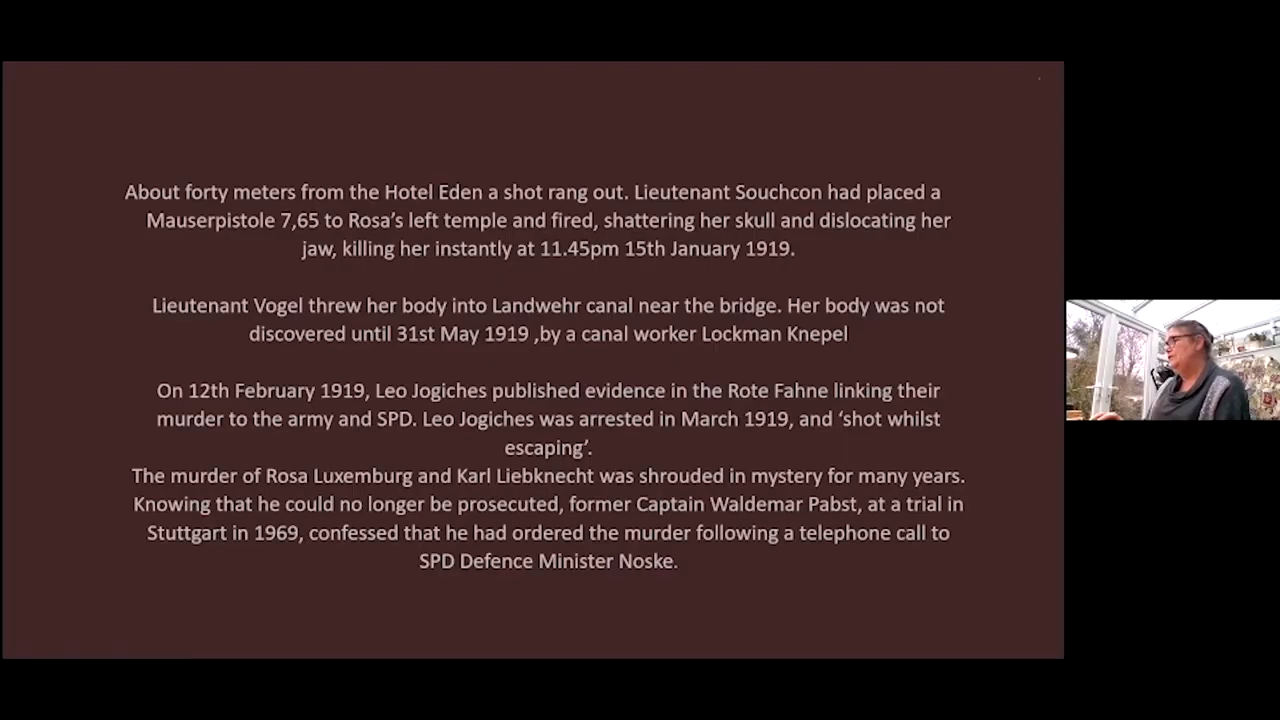 About forty meters from the Hotel Eden a shot rang out. Lieutenant Souchcon had placed a
Mauserpistole 7,65 to Rosa’s left temple and fired, shattering her skull and dislocating her
jaw, killing her instantly at 11.45pm 15th January 1919.
Lieutenant Vogel threw her body into Landwehr canal near the bridge. Her body was not
discovered until 31st May 1919 ,by a canal worker Lockman Knepel
On 12th February 1919, Leo Jogiches published evidence in the Rote Fahne linking their
murder to the army and SPD. Leo Jogiches was arrested in March 1919, and ‘shot whilst
escaping’.
The murder of Rosa Luxemburg and Karl Liebknecht was shrouded in mystery for many years.
Knowing that he could no longer be prosecuted, former Captain Waldemar Pabst, at a trial in
Stuttgart in 1969, confessed that he had ordered the murder following a telephone call to
SPD Defence Minister Noske.